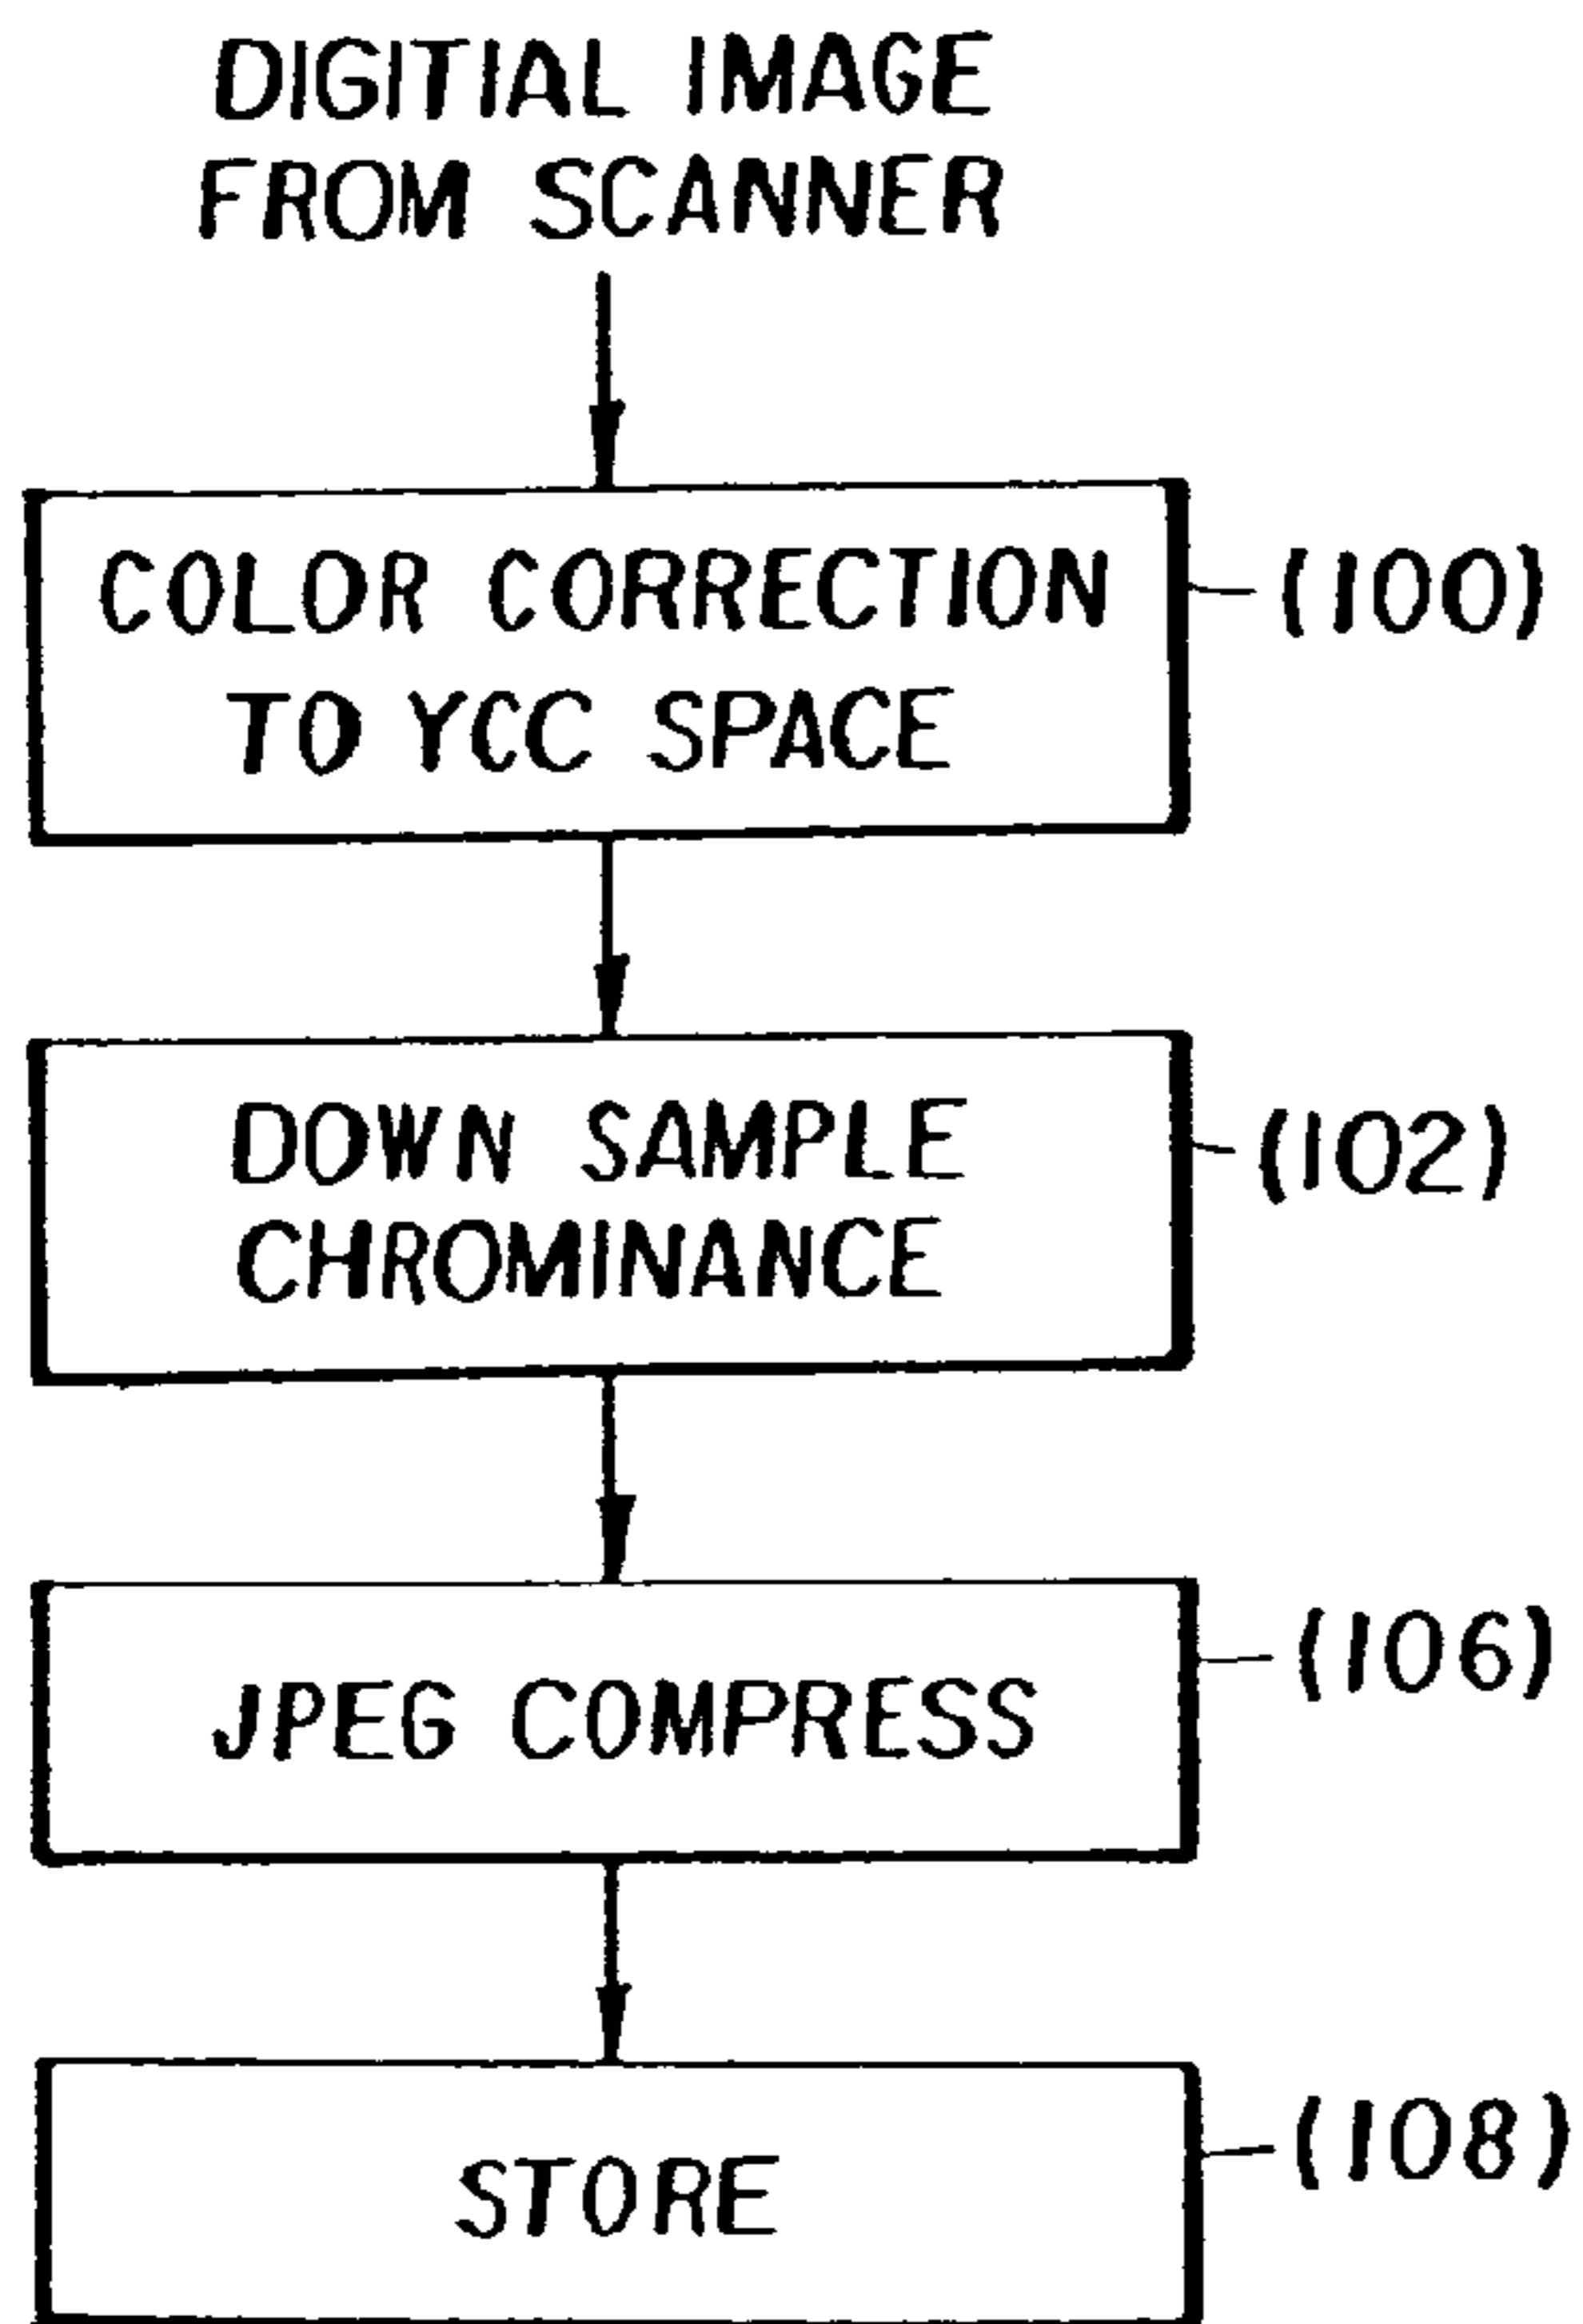 DIGITIAL IMAGE
FROM SCANNER
COLOR CORRECTION
TO YCC SPACE
(100)
DOWN SAMPLE
CHROMINANCE
(102)
JPEG COMPRESS
(106)
STORE
(108)